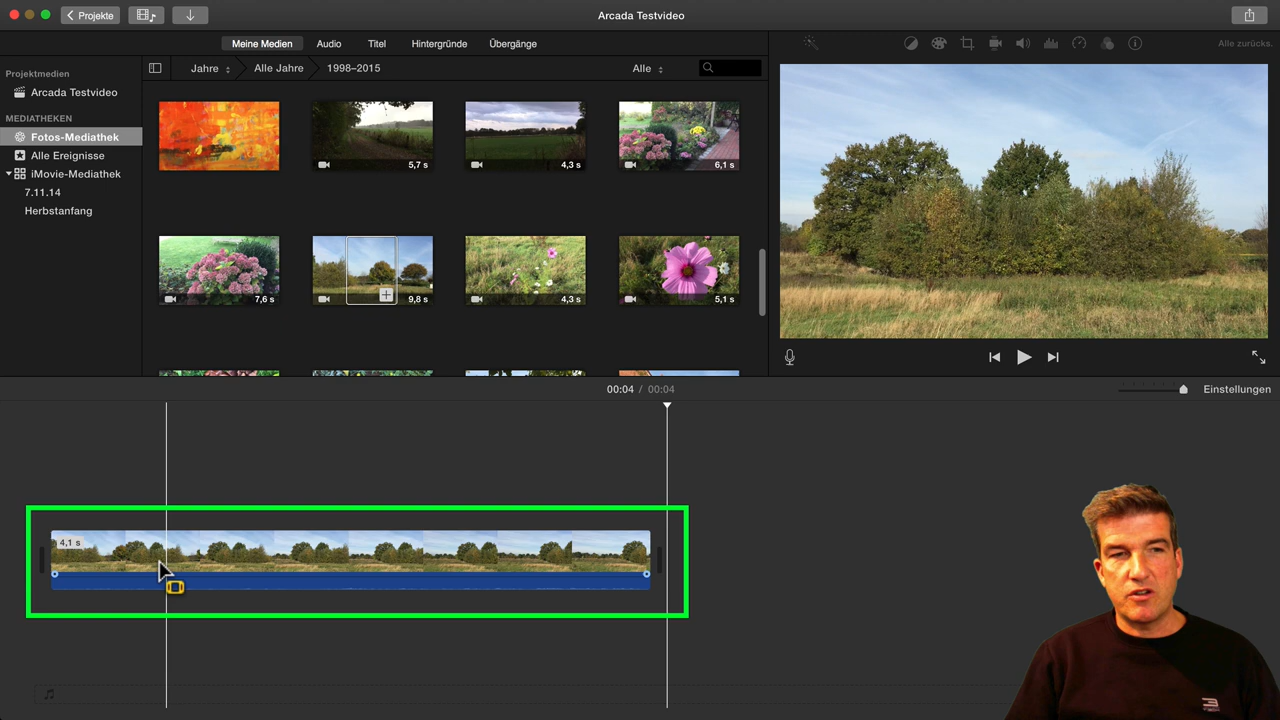 Projekte
Arcada Testvideo
Meine Medien Audio Titel Hintergründe Übergänge
Alle zurücks.
Projektmedien
Arcada Testvideo
MEDIATHEKEN
Fotos-Mediathek
Alle Ereignisse
iMovie-Mediathek
7.11.14
Herbstanfang
Jahre Alle Jahre 1998–2015 Alle
5,7 s 4,3 s 6,1 s
7,6 s 9,8 s 4,3 s 5,1 s
00:04 / 00:04 Einstellungen
4,1 s